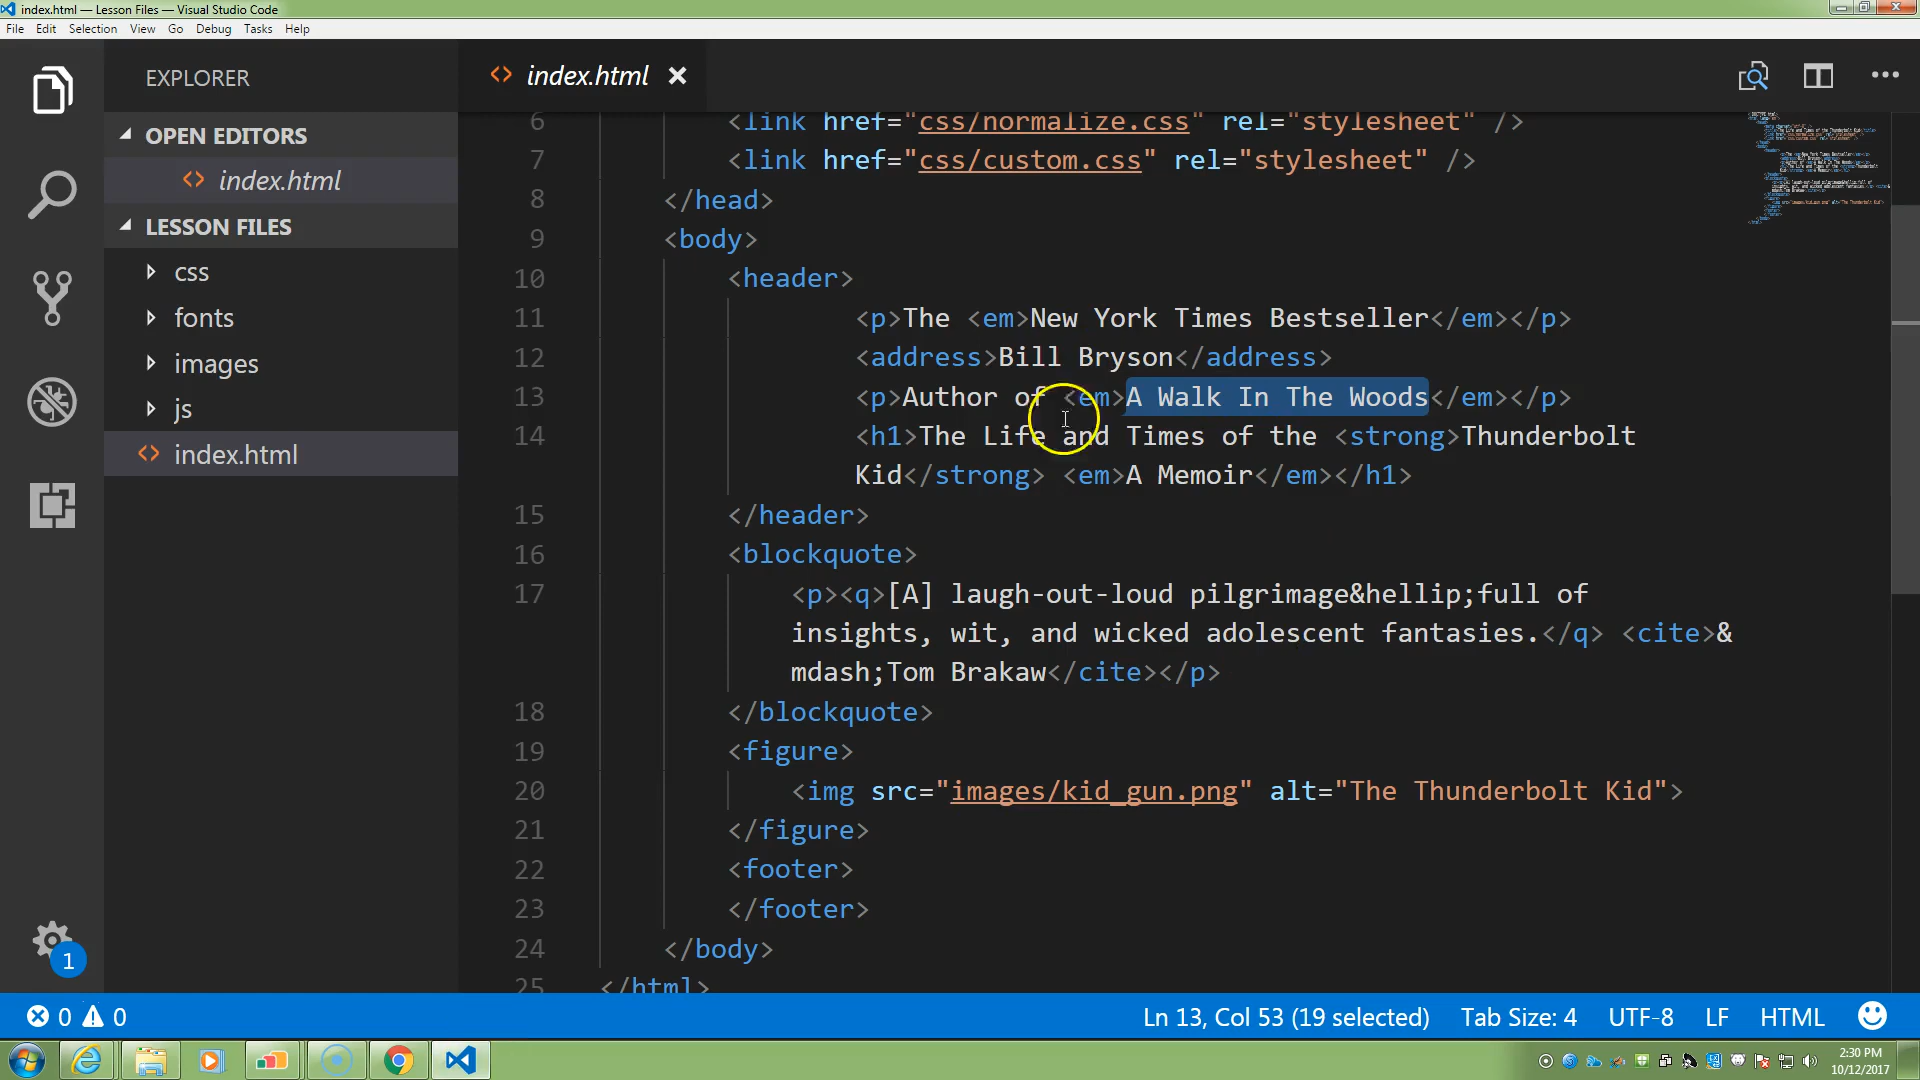 index.html — Lesson Files — Visual Studio Code
File Edit Selection View Go Debug Tasks Help
EXPLORER
OPEN EDITORS
index.html
LESSON FILES
css
fonts
images
js
index.html
1
index.html
6 <link href="css/normalize.css" rel="stylesheet" />
7 <link href="css/custom.css" rel="stylesheet" />
8 </head>
9 <body>
10 <header>
11 <p>The <em>New York Times Bestseller</em></p>
12 <address>Bill Bryson</address>
13 <p>Author of <em>A Walk In The Woods</em></p>
14 <h1>The Life and Times of the <strong>Thunderbolt
Kid</strong> <em>A Memoir</em></h1>
15 </header>
16 <blockquote>
17 <p><q>[A] laugh-out-loud pilgrimage&hellip;full of
insights, wit, and wicked adolescent fantasies.</q> <cite>&
mdash;Tom Brakaw</cite></p>
18 </blockquote>
19 <figure>
20 <img src="images/kid_gun.png" alt="The Thunderbolt Kid">
21 </figure>
22 <footer>
23 </footer>
24 </body>
25 </html>
0 0 Ln 13, Col 53 (19 selected) Tab Size: 4 UTF-8 LF HTML
2:30 PM
10/12/2017